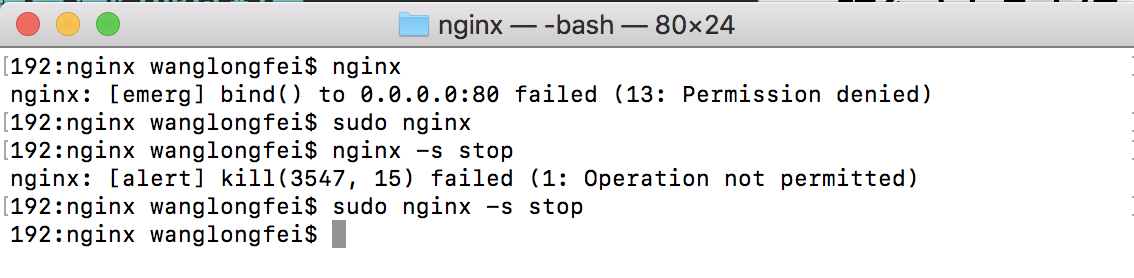 nginx — -bash — 80×24
[192:nginx wanglongfei$ nginx
nginx: [emerg] bind() to 0.0.0.0:80 failed (13: Permission denied)
[192:nginx wanglongfei$ sudo nginx
[192:nginx wanglongfei$ nginx -s stop
nginx: [alert] kill(3547, 15) failed (1: Operation not permitted)
[192:nginx wanglongfei$ sudo nginx -s stop
192:nginx wanglongfei$